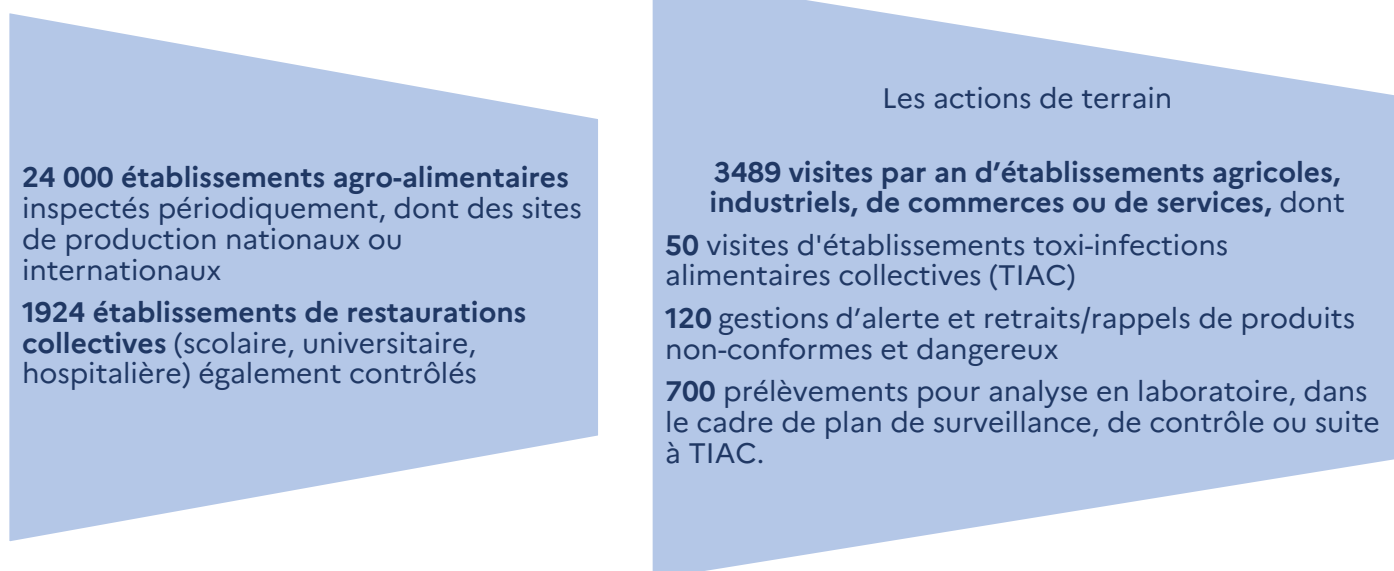 24 000 établissements agro-alimentaires
inspectés périodiquement, dont des sites
de production nationaux ou
internationaux
1924 établissements de restaurations
collectives (scolaire, universitaire,
hospitalière) également contrôlés
Les actions de terrain
3489 visites par an d’établissements agricoles,
industriels, de commerces ou de services, dont
50 visites d'établissements toxi-infections
alimentaires collectives (TIAC)
120 gestions d’alerte et retraits/rappels de produits
non-conformes et dangereux
700 prélèvements pour analyse en laboratoire, dans
le cadre de plan de surveillance, de contrôle ou suite
à TIAC.